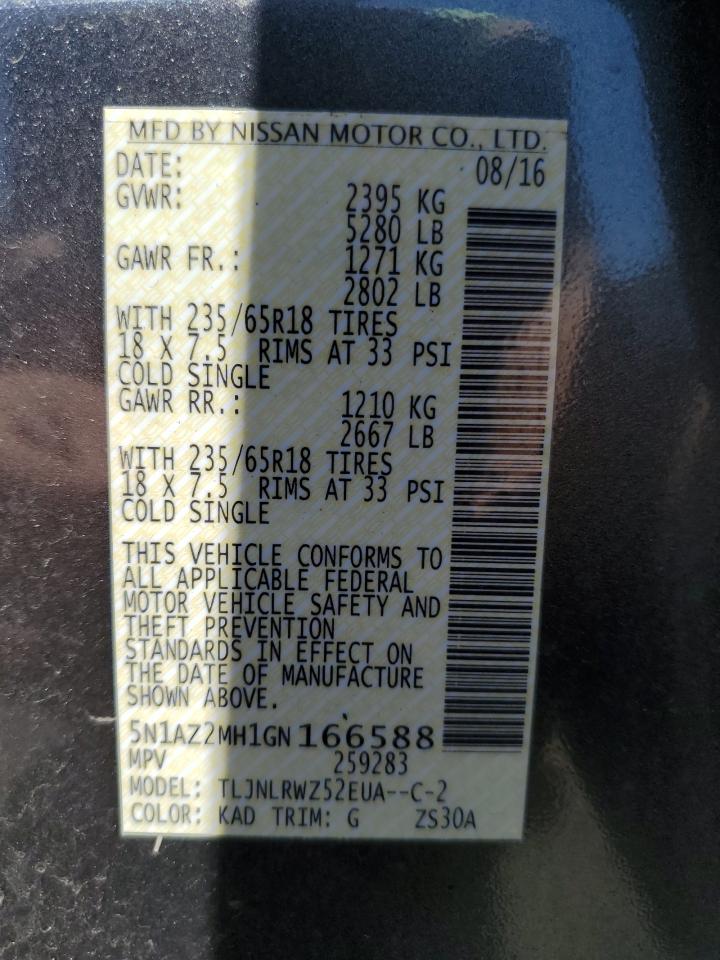 MFD BY NISSAN MOTOR CO., LTD.
DATE: 08/16
GVWR: 2395 KG
5280 LB
GAWR FR.: 1271 KG
2802 LB
WITH 235/65R18 TIRES
18 X 7.5 RIMS AT 33 PSI
COLD SINGLE
GAWR RR.: 1210 KG
2667 LB
WITH 235/65R18 TIRES
18 X 7.5 RIMS AT 33 PSI
COLD SINGLE
THIS VEHICLE CONFORMS TO
ALL APPLICABLE FEDERAL
MOTOR VEHICLE SAFETY AND
THEFT PREVENTION
STANDARDS IN EFFECT ON
THE DATE OF MANUFACTURE
SHOWN ABOVE.
5N1AZ2MH1GN166588
MPV 259283
MODEL: TLJNLRWZ52EUA--C-2
COLOR: KAD TRIM: G ZS30A